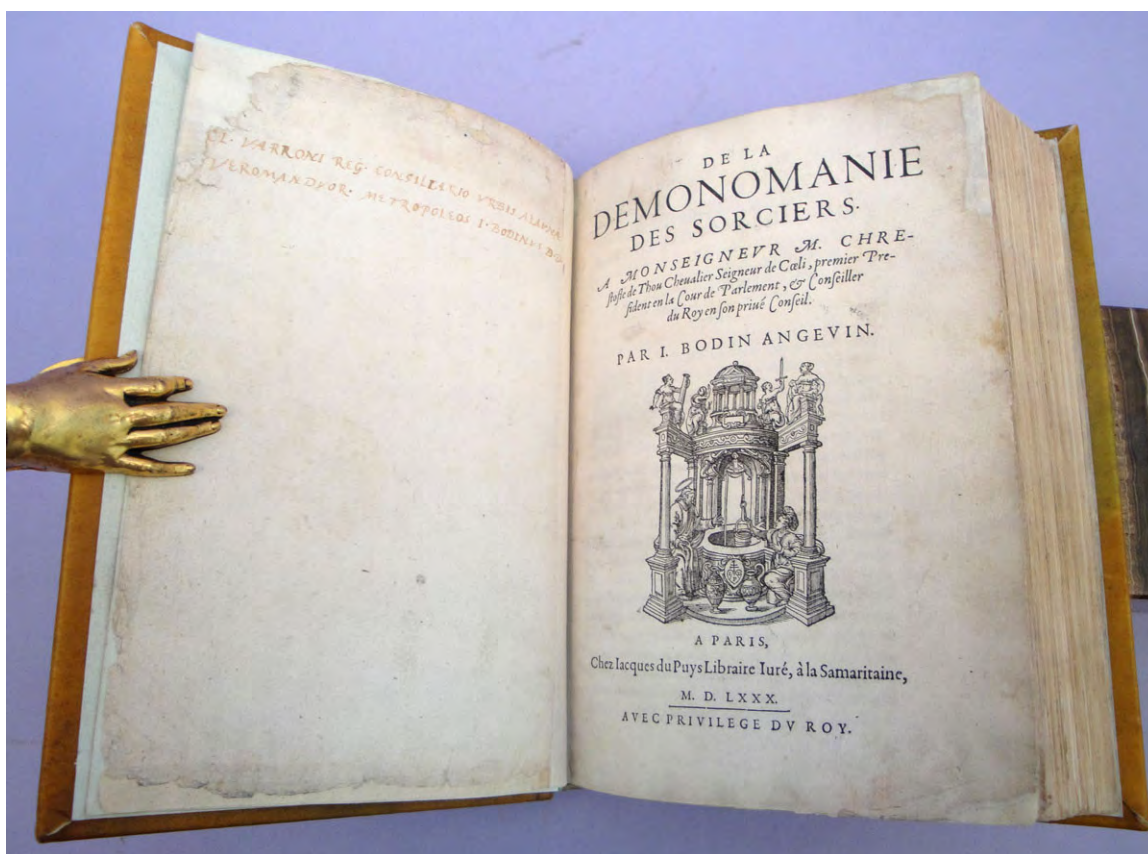 CL. VARRONI REG. CONSILIARIO VRBIS
VEROMANDVOR. METROPOLEOS I. BODINVS
DE LA
DEMONOMANIE
DES SORCIERS.
A MONSEIGNEVR M. CHRE-
stofle de Thou Cheualier Seigneur de Cœli, premier Pre-
sident en la Cour de Parlement, & Conseiller
du Roy en son priué Conseil.
PAR I. BODIN ANGEVIN.
A PARIS,
Chez Iacques du Puys Libraire Iuré, à la Samaritaine,
M. D. LXXX.
AVEC PRIVILEGE DV ROY.